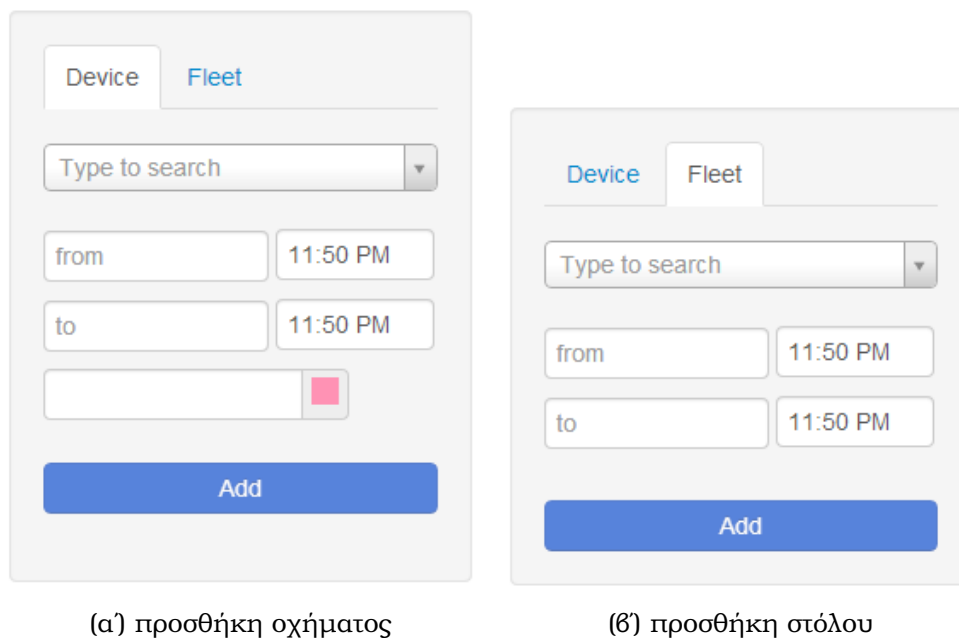 Device Fleet
Type to search
from 11:50 PM
to 11:50 PM
Add
(α΄) προσθήκη οχήματος
Device Fleet
Type to search
from 11:50 PM
to 11:50 PM
Add
(β΄) προσθήκη στόλου